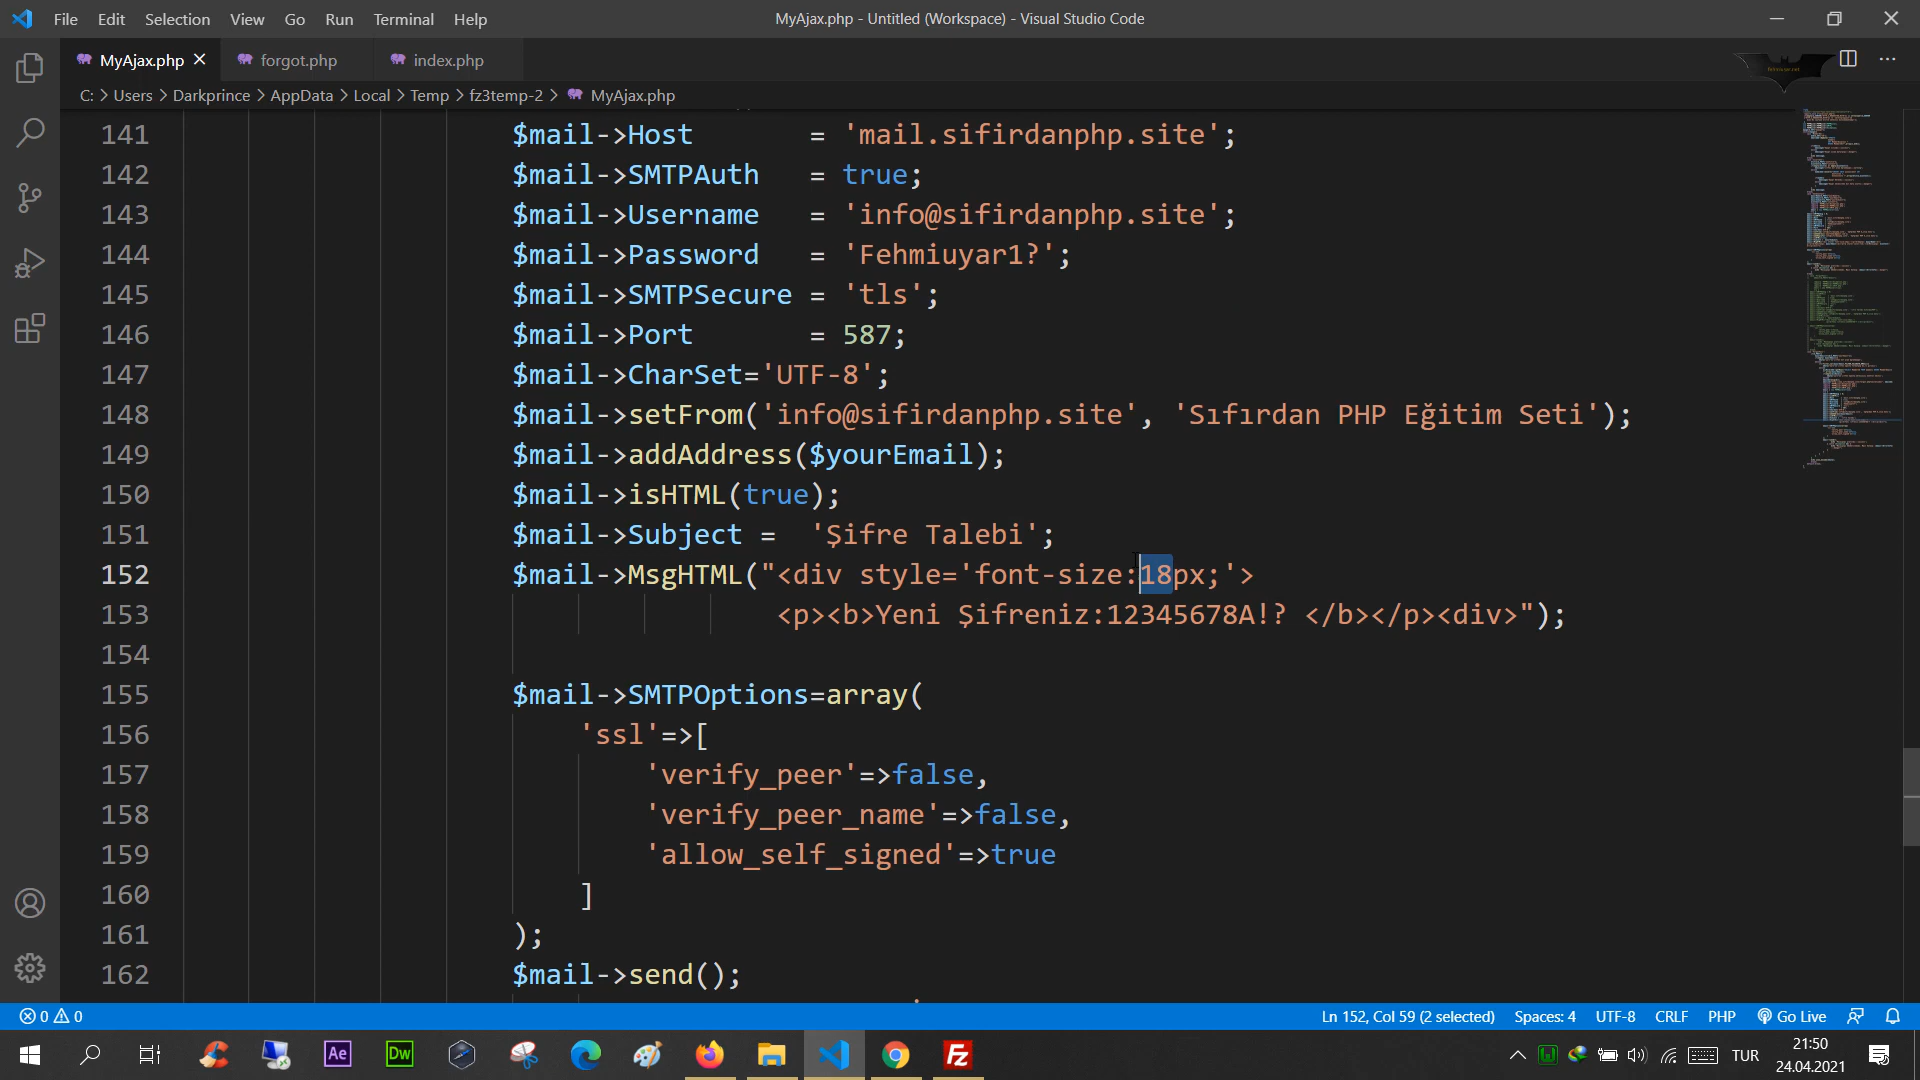 File Edit Selection View Go Run Terminal Help
MyAjax.php - Untitled (Workspace) - Visual Studio Code
MyAjax.php
forgot.php
index.php
C: > Users > Darkprince > AppData > Local > Temp > fz3temp-2 > MyAjax.php
141 $mail->Host = 'mail.sifirdanphp.site';
142 $mail->SMTPAuth = true;
143 $mail->Username = 'info@sifirdanphp.site';
144 $mail->Password = 'Fehmiuyar1?';
145 $mail->SMTPSecure = 'tls';
146 $mail->Port = 587;
147 $mail->CharSet='UTF-8';
148 $mail->setFrom('info@sifirdanphp.site', 'Sıfırdan PHP Eğitim Seti');
149 $mail->addAddress($yourEmail);
150 $mail->isHTML(true);
151 $mail->Subject = 'Şifre Talebi';
152 $mail->MsgHTML("<div style='font-size:18px;'>
153 <p><b>Yeni Şifreniz:12345678A!? </b></p><div>");
154
155 $mail->SMTPOptions=array(
156 'ssl'=>[
157 'verify_peer'=>false,
158 'verify_peer_name'=>false,
159 'allow_self_signed'=>true
160 ]
161 );
162 $mail->send();
0 0
Ln 152, Col 59 (2 selected) Spaces: 4 UTF-8 CRLF PHP Go Live
Ae
Dw
Fz
TUR
21:50
24.04.2021